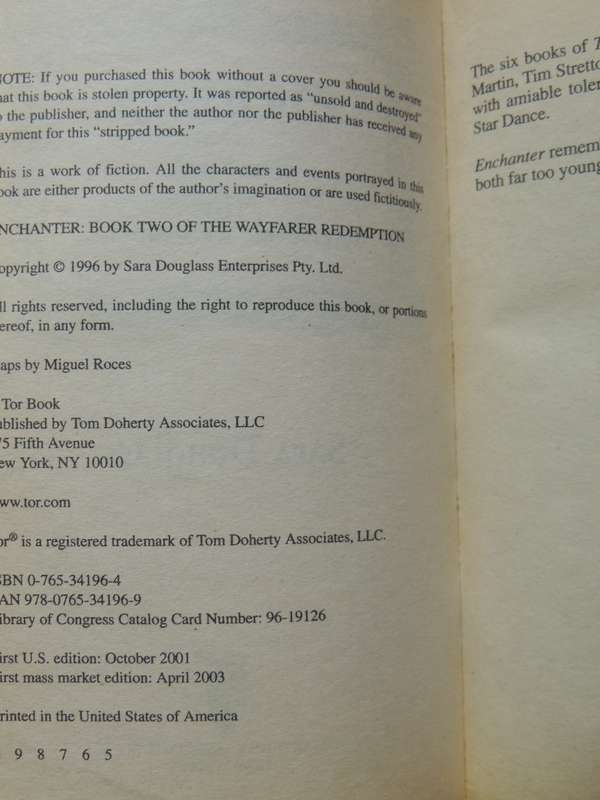 NOTE: If you purchased this book without a cover you should be aware
hat this book is stolen property. It was reported as "unsold and destroyed"
o the publisher, and neither the author nor the publisher has received any
ayment for this "stripped book."
his is a work of fiction. All the characters and events portrayed in this
ook are either products of the author's imagination or are used fictitiously.
NCHANTER: BOOK TWO OF THE WAYFARER REDEMPTION
opyright © 1996 by Sara Douglass Enterprises Pty. Ltd.
ll rights reserved, including the right to reproduce this book, or portions
ereof, in any form.
aps by Miguel Roces
Tor Book
ublished by Tom Doherty Associates, LLC
75 Fifth Avenue
ew York, NY 10010
ww.tor.com
or® is a registered trademark of Tom Doherty Associates, LLC.
SBN 0-765-34196-4
AN 978-0765-34196-9
ibrary of Congress Catalog Card Number: 96-19126
irst U.S. edition: October 2001
irst mass market edition: April 2003
rinted in the United States of America
9 8 7 6 5
The six books of T
Martin, Tim Stretto
with amiable toler
Star Dance.
Enchanter remem
both far too young